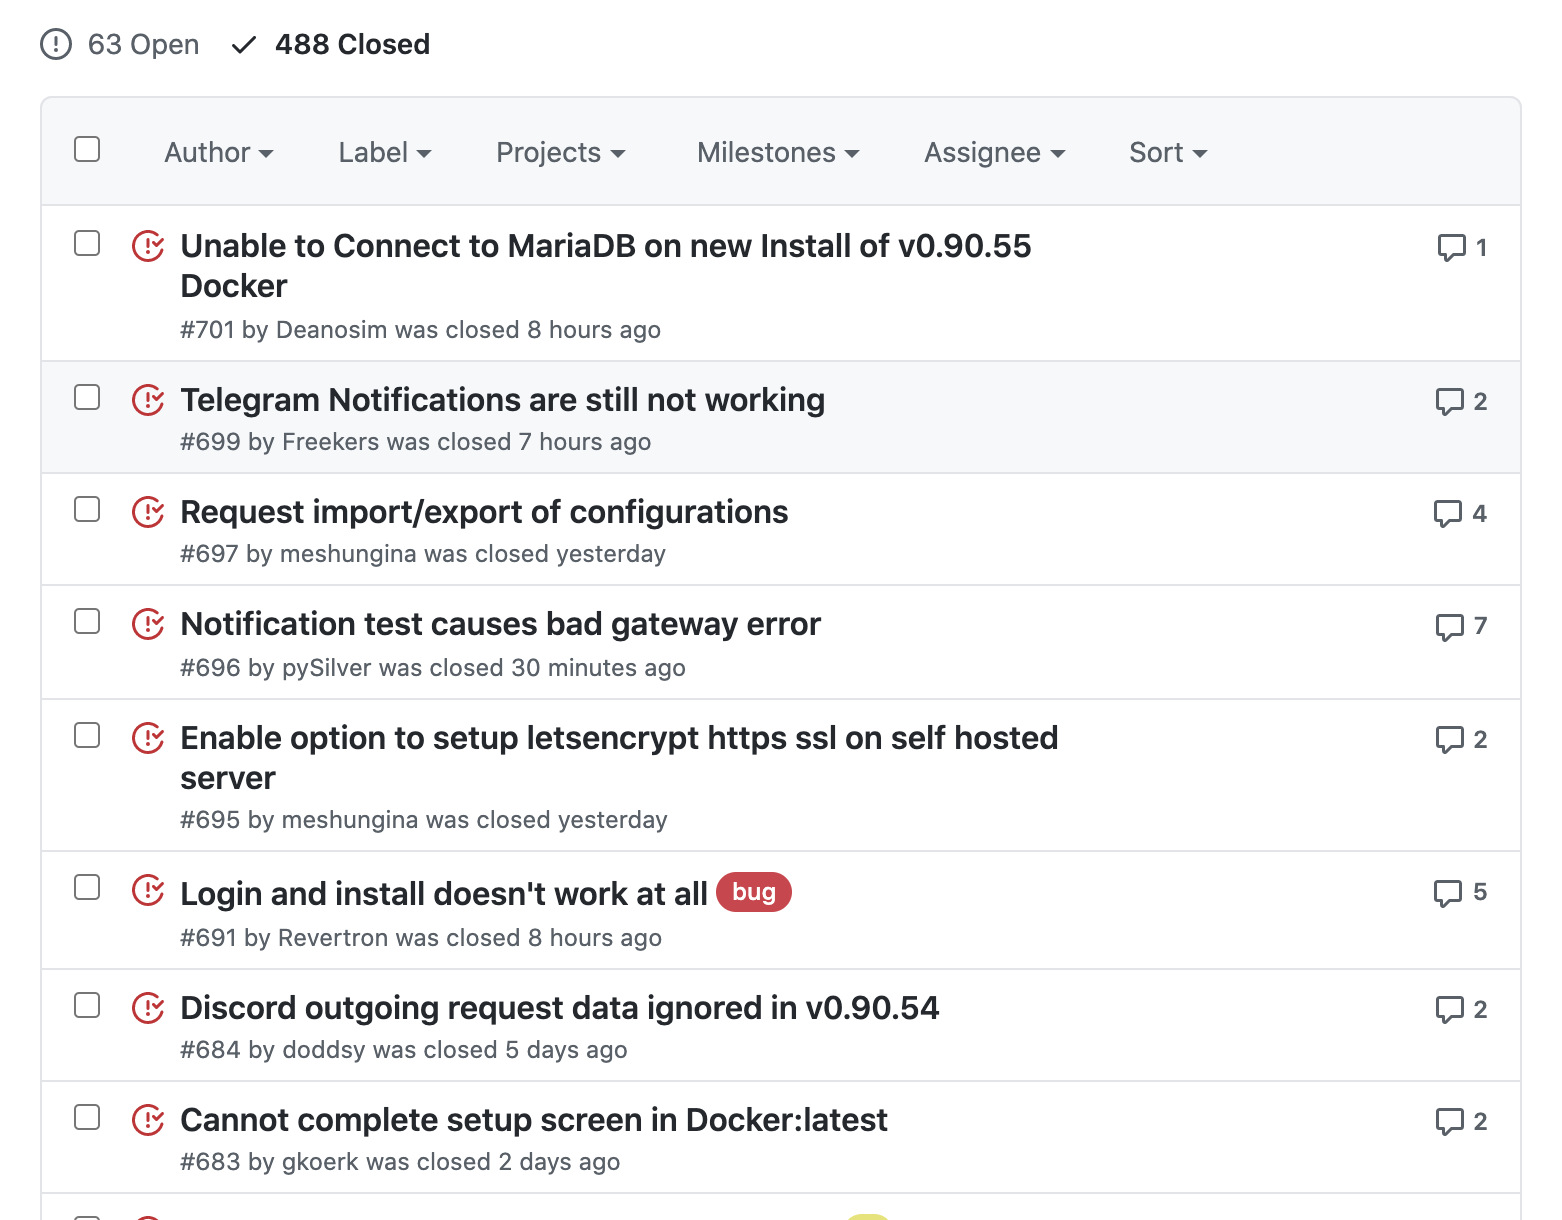 63 Open 488 Closed
Author Label Projects Milestones Assignee Sort
Unable to Connect to MariaDB on new Install of v0.90.55 1
Docker
#701 by Deanosim was closed 8 hours ago
Telegram Notifications are still not working 2
#699 by Freekers was closed 7 hours ago
Request import/export of configurations 4
#697 by meshungina was closed yesterday
Notification test causes bad gateway error 7
#696 by pySilver was closed 30 minutes ago
Enable option to setup letsencrypt https ssl on self hosted 2
server
#695 by meshungina was closed yesterday
Login and install doesn't work at all bug 5
#691 by Revertron was closed 8 hours ago
Discord outgoing request data ignored in v0.90.54 2
#684 by doddsy was closed 5 days ago
Cannot complete setup screen in Docker:latest 2
#683 by gkoerk was closed 2 days ago